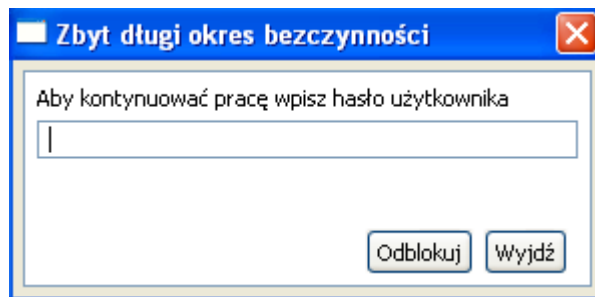 Zbyt długi okres bezczynności
Aby kontynuować pracę wpisz hasło użytkownika
Odblokuj Wyjdź